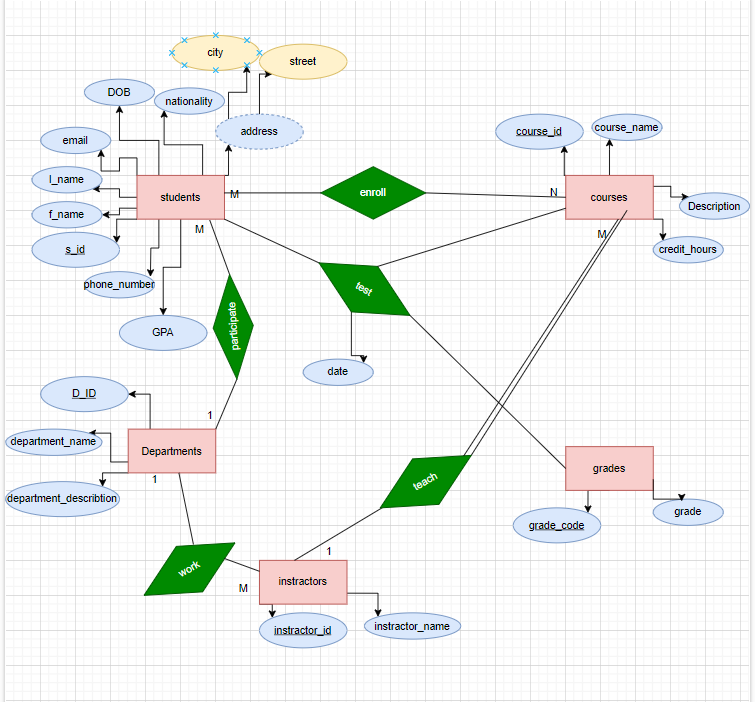 city
street
DOB
nationality
address
email
course_id
course_name
l_name
students
M
enroll
N
courses
Description
f_name
M
M
s_id
credit_hours
phone_number
test
GPA
participate
date
D_ID
1
department_name
Departments
grades
1
teach
department_describtion
grade
grade_code
1
work
M
instractors
instractor_id
instractor_name